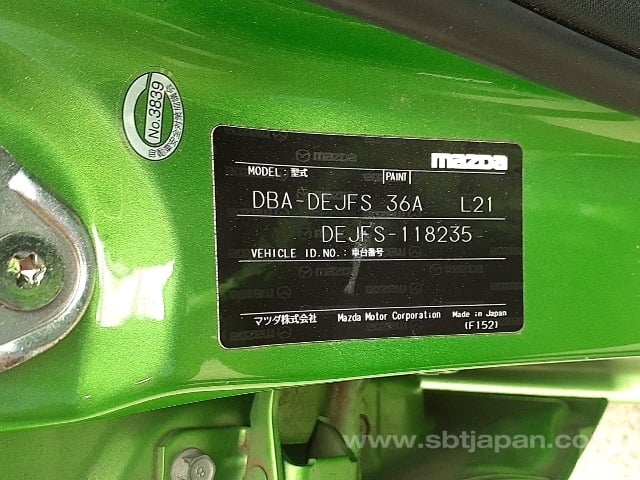 No.3839
mazDa
MODEL: 型式 PAINT
DBA-DEJFS 36A L21
DEJFS-118235
VEHICLE ID.NO.: 車台番号
マツダ株式会社 Mazda Motor Corporation Made in Japan
(F152)
www.sbtjapan.com